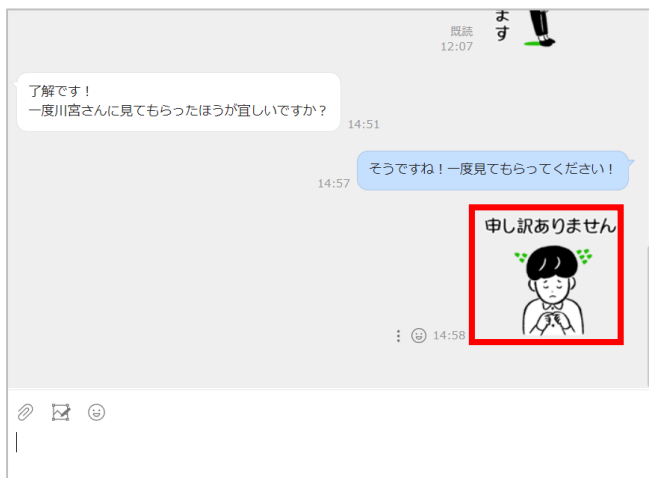 ます
既読
12:07
了解です！
一度川宮さんに見てもらったほうが宜しいですか？
14:51
そうですね！一度見てもらってください！
14:57
申し訳ありません
14:58